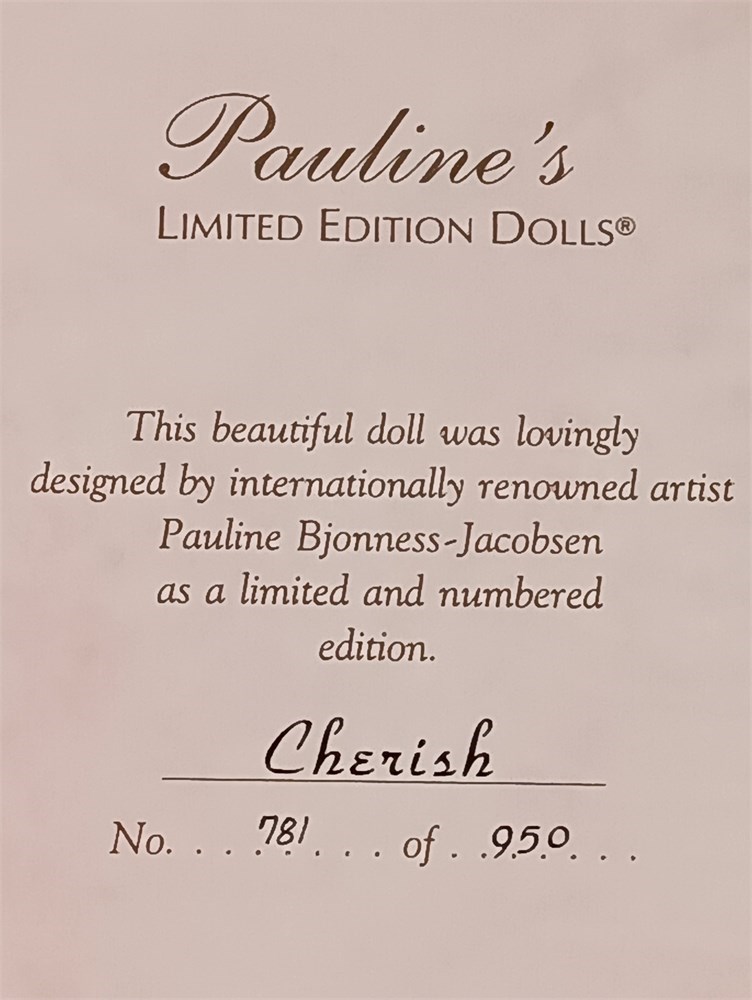 Pauline's
LIMITED EDITION DOLLS®
This beautiful doll was lovingly
designed by internationally renowned artist
Pauline Bjonness-Jacobsen
as a limited and numbered
edition.
Cherish
No. . . . 781 . . . of . . 950 . . .